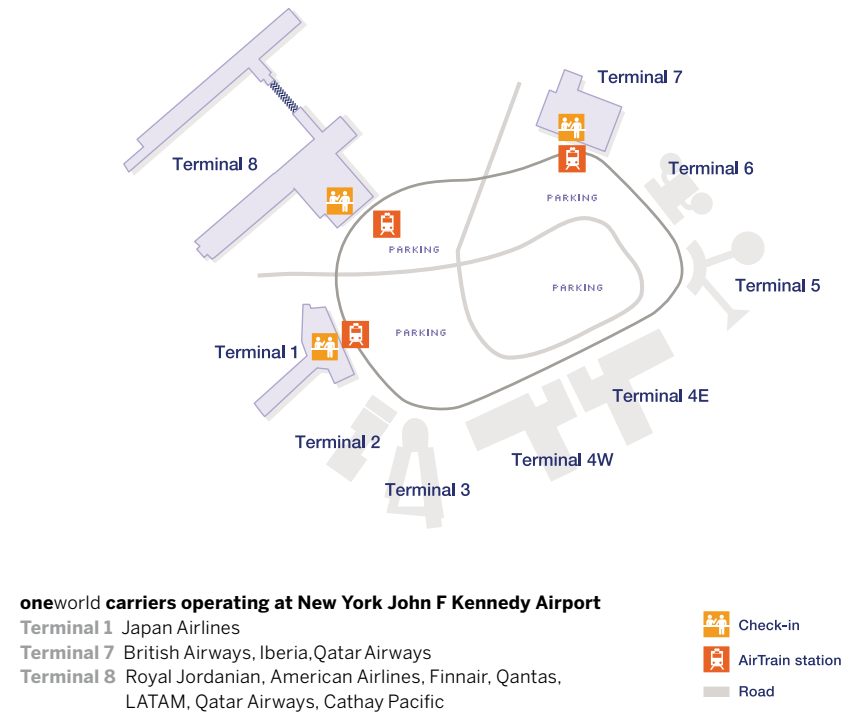 Terminal 7
Terminal 8
Terminal 6
PARKING
PARKING
Terminal 5
PARKING
PARKING
Terminal 1
Terminal 4E
Terminal 2
Terminal 4W
Terminal 3
oneworld carriers operating at New York John F Kennedy Airport
Terminal 1 Japan Airlines
Terminal 7 British Airways, Iberia,Qatar Airways
Terminal 8 Royal Jordanian, American Airlines, Finnair, Qantas,
LATAM, Qatar Airways, Cathay Pacific
Check-in
AirTrain station
Road